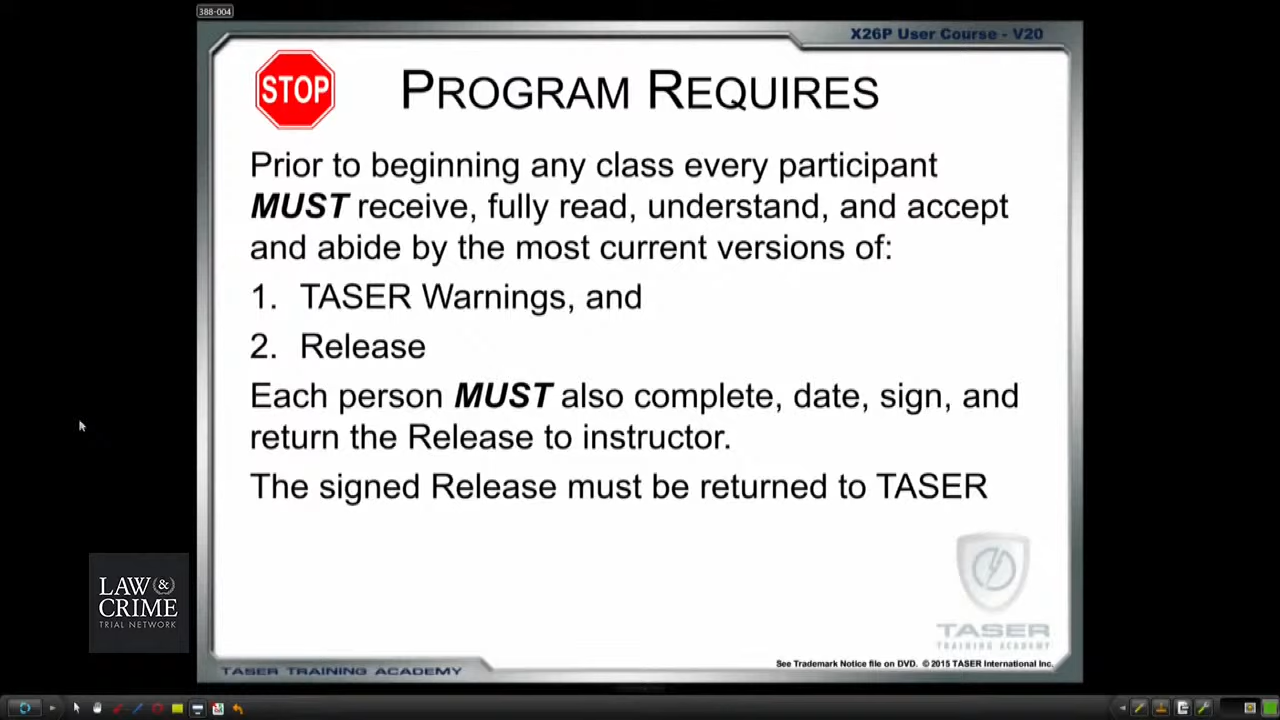 388-004
X26P User Course - V20
STOP
PROGRAM REQUIRES
Prior to beginning any class every participant
MUST receive, fully read, understand, and accept
and abide by the most current versions of:
1. TASER Warnings, and
2. Release
Each person MUST also complete, date, sign, and
return the Release to instructor.
The signed Release must be returned to TASER
LAW &
CRIME
TRIAL NETWORK
TASER
TRAINING ACADEMY
See Trademark Notice file on DVD. © 2015 TASER International Inc.
TASER TRAINING ACADEMY